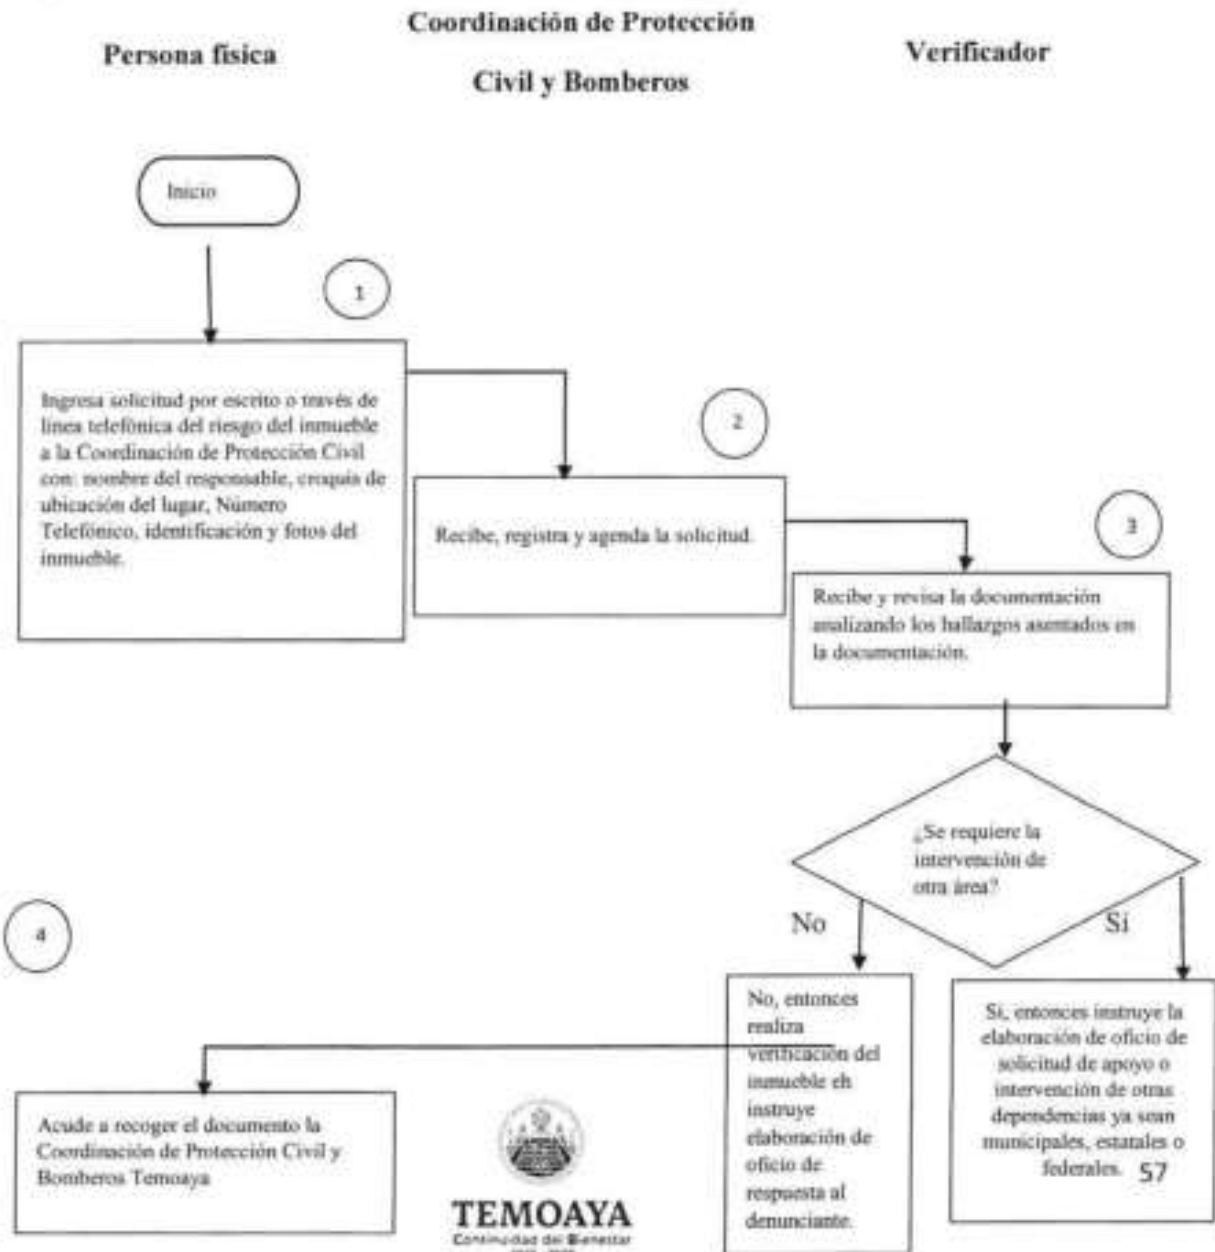 Coordinación de Protección
Civil y Bomberos
Persona física
Verificador
Inicio
1
Ingresa solicitud por escrito o través de
línea telefónica del riesgo del inmueble
a la Coordinación de Protección Civil
con: nombre del responsable, croquis de
ubicación del lugar, Número
Telefónico, identificación y fotos del
inmueble.
2
Recibe, registra y agenda la solicitud.
3
Recibe y revisa la documentación
analizando los hallazgos asentados en
la documentación.
¿Se requiere la
intervención de
otra área?
No
Sí
4
No, entonces
realiza
verificación del
inmueble eh
instruye
elaboración de
oficio de
respuesta al
denunciante.
Si, entonces instruye la
elaboración de oficio de
solicitud de apoyo o
intervención de otras
dependencias ya sean
municipales, estatales o
federales.
57
Acude a recoger el documento la
Coordinación de Protección Civil y
Bomberos Temoaya
TEMOAYA
Continuidad del Bienestar